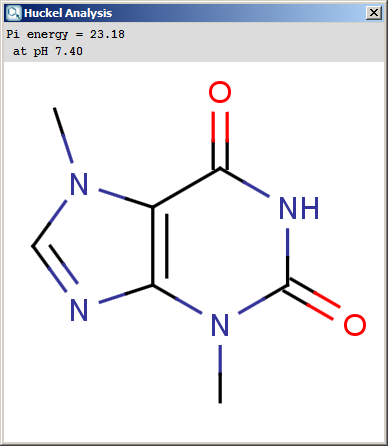 Huckel Analysis
Pi energy = 23.18
at pH 7.40
O
N
NH
N
N
O